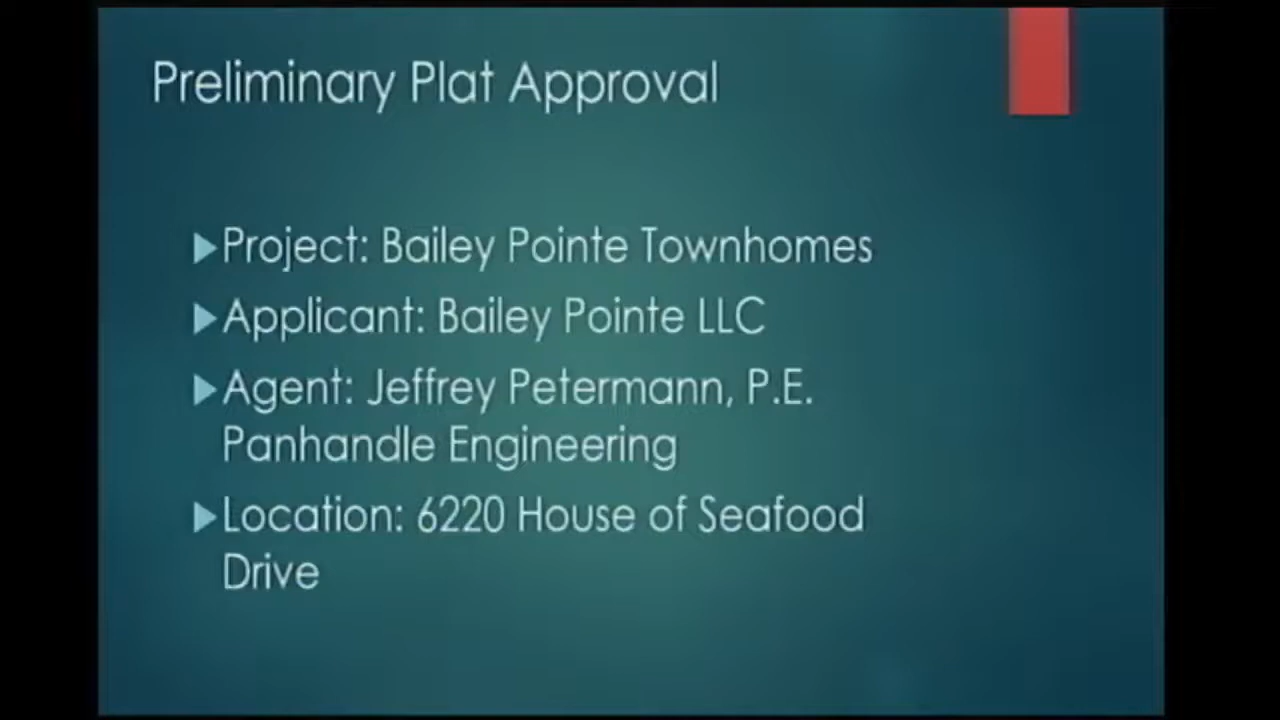 Preliminary Plat Approval
Project: Bailey Pointe Townhomes
Applicant: Bailey Pointe LLC
Agent: Jeffrey Petermann, P.E.
Panhandle Engineering
Location: 6220 House of Seafood
Drive